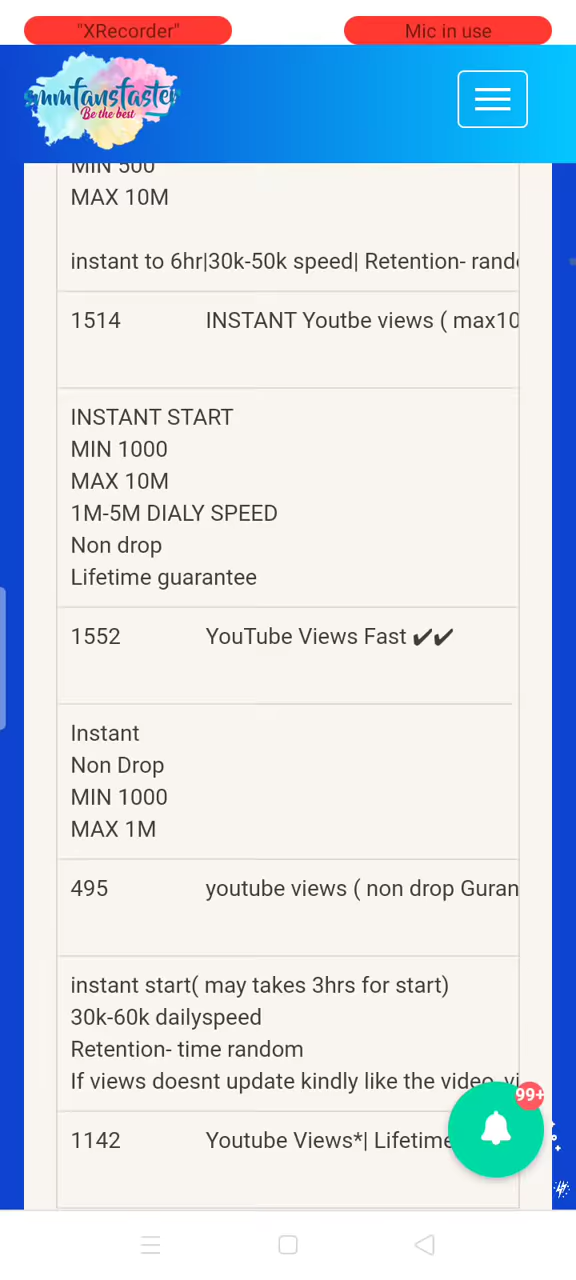 "XRecorder"
Mic in use
smmfansfaster
Be the best
MIN 500
MAX 10M
instant to 6hr|30k-50k speed| Retention- rand
1514 INSTANT Youtbe views ( max10
INSTANT START
MIN 1000
MAX 10M
1M-5M DIALY SPEED
Non drop
Lifetime guarantee
1552 YouTube Views Fast ✔✔
Instant
Non Drop
MIN 1000
MAX 1M
495 youtube views ( non drop Guran
instant start( may takes 3hrs for start)
30k-60k dailyspeed
Retention- time random
If views doesnt update kindly like the video
99+
1142 Youtube Views*| Lifetime